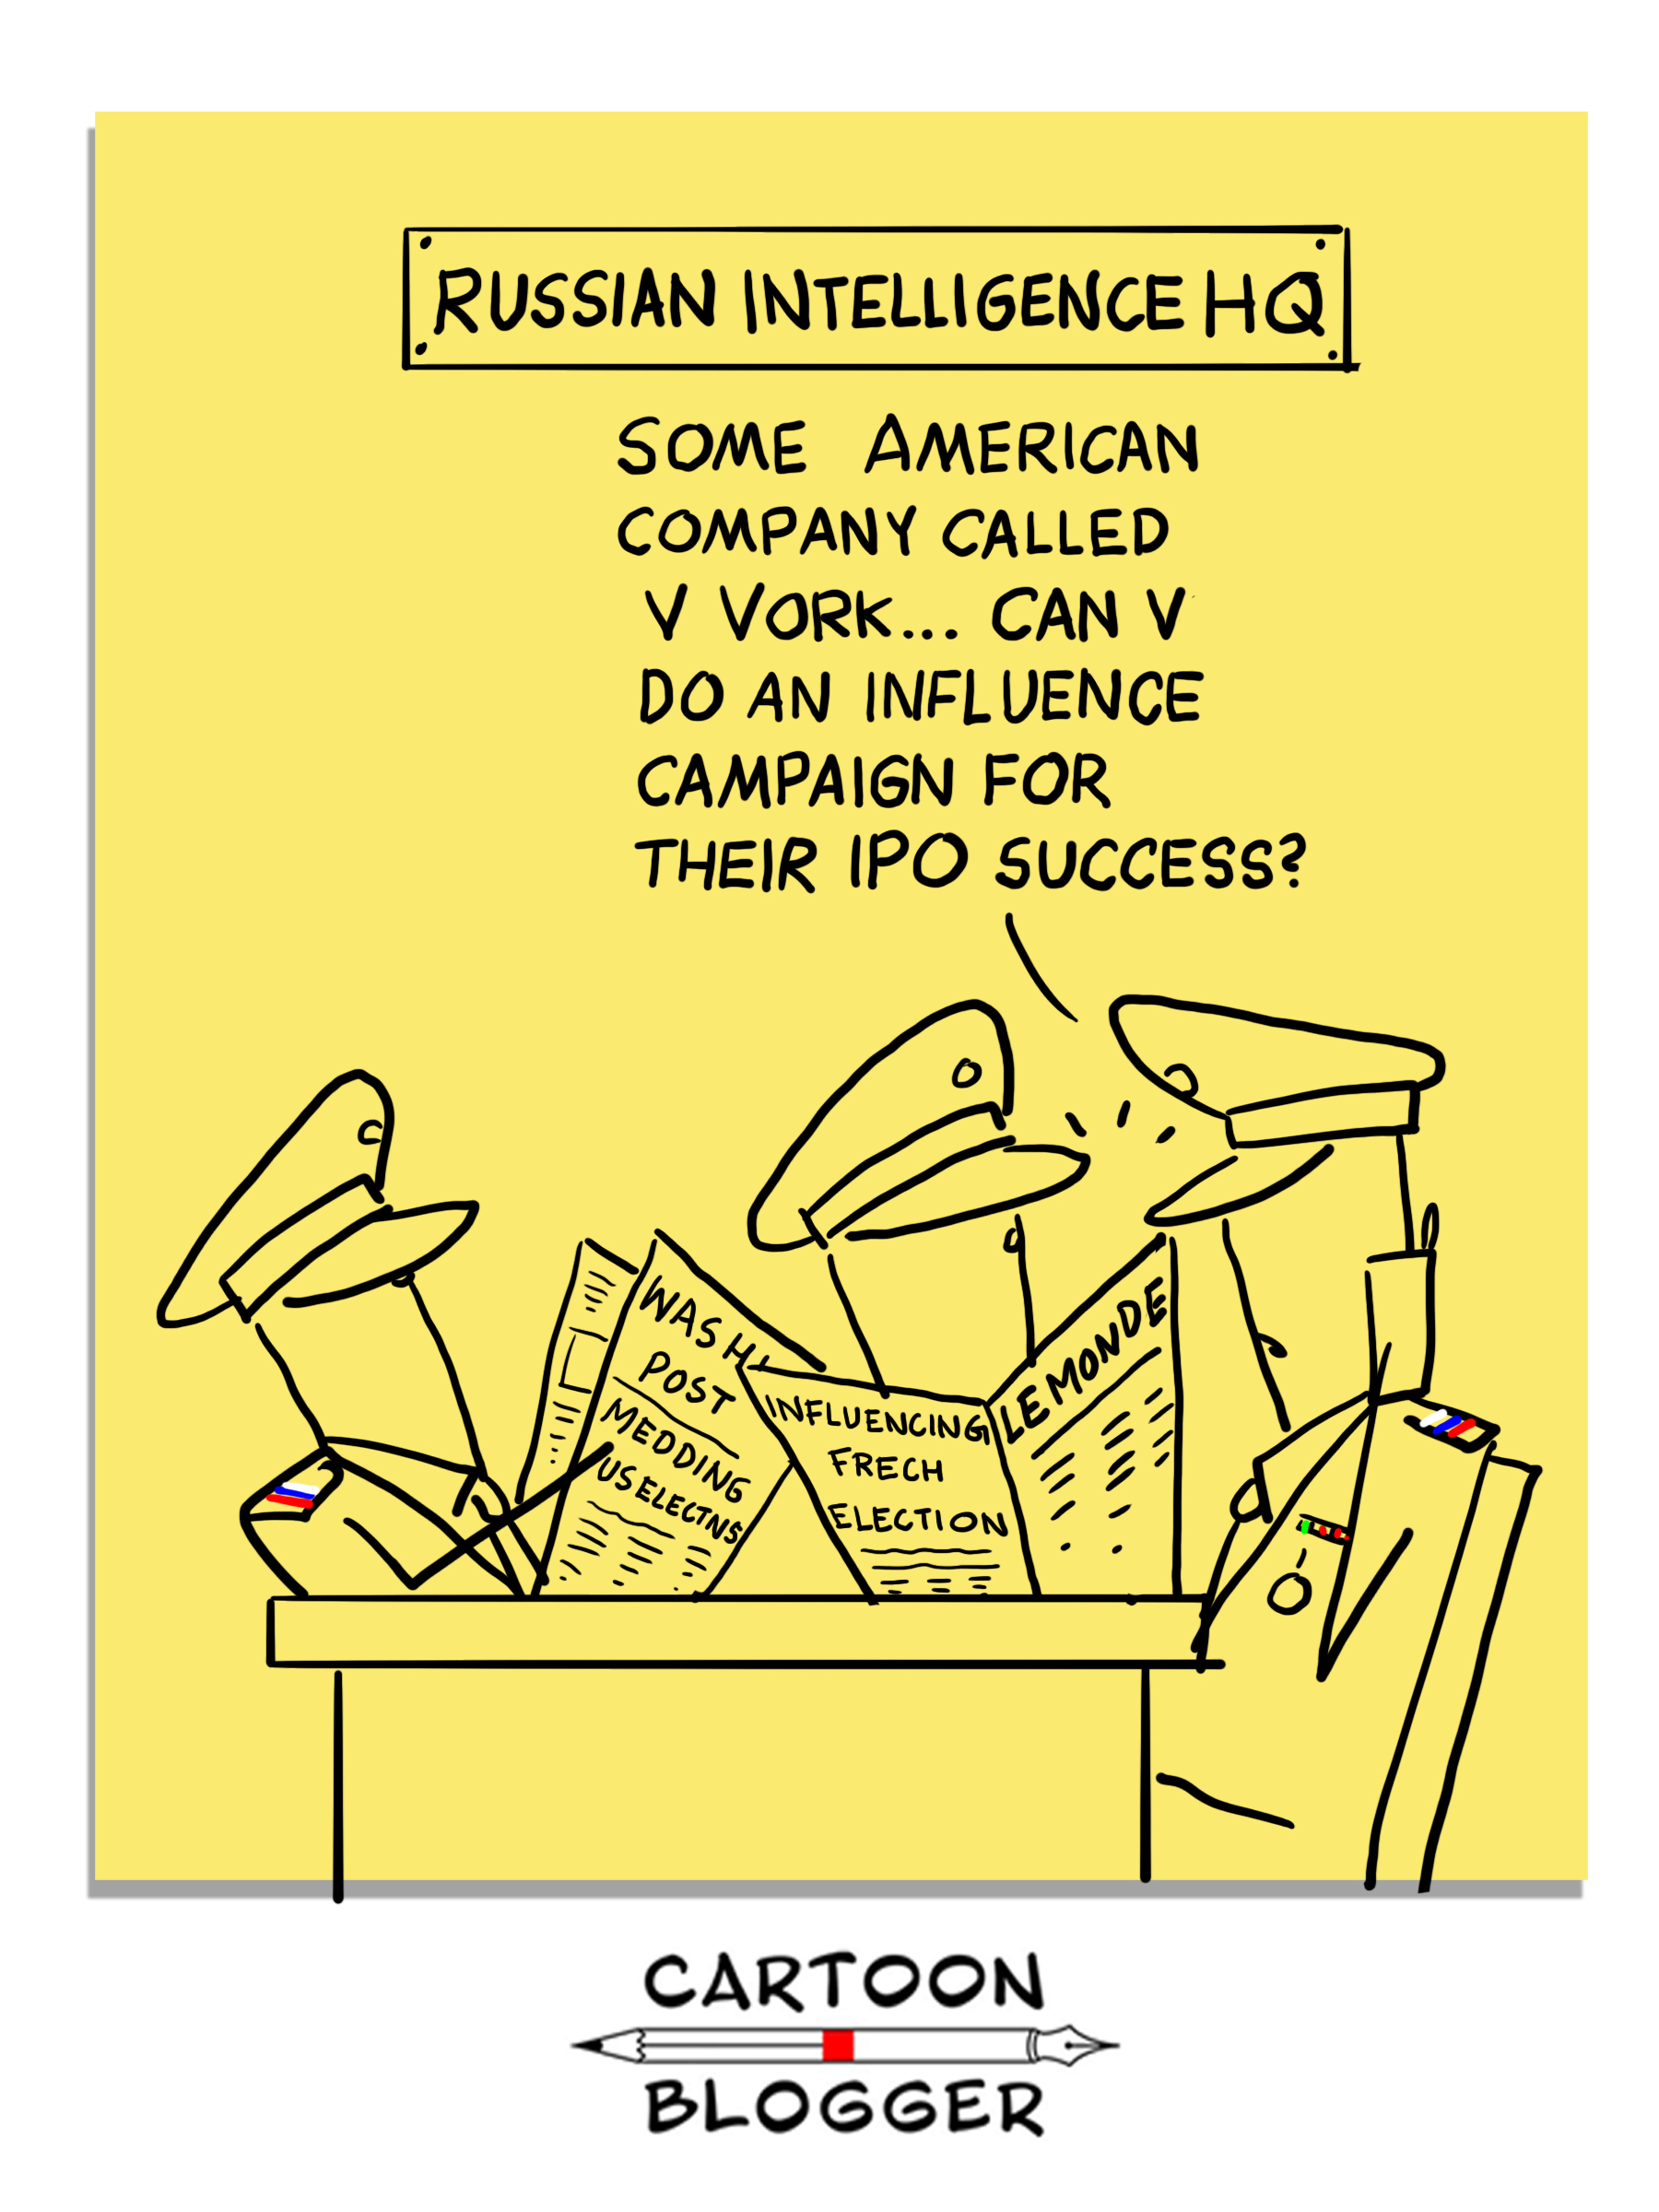 RUSSIAN INTELLIGENCE HQ
SOME AMERICAN
COMPANY CALLED
V VORK... CAN V
DO AN INFLUENCE
CAMPAIGN FOR
THEIR IPO SUCCESS?
WASH
POST
MEDDING
US ELECTNS
INFLUENCING
FRECH
ELECTION
LE MONDE
CARTOON
BLOGGER